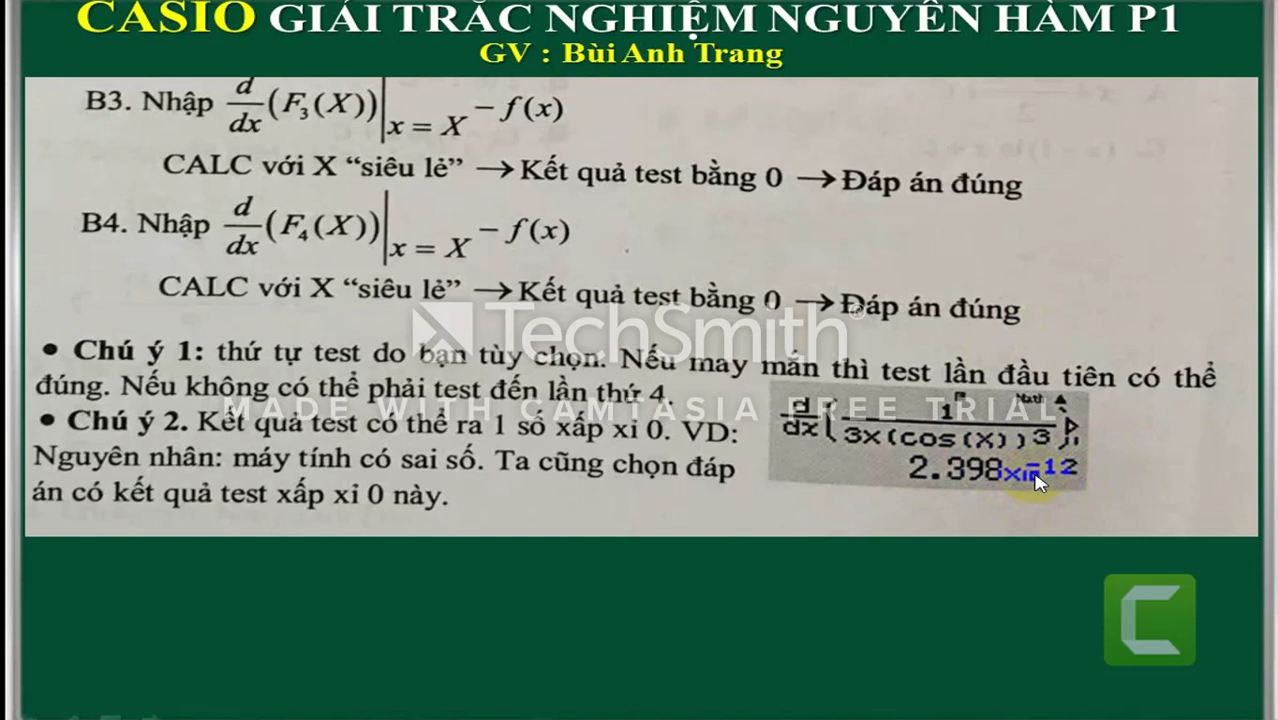 CASIO GIẢI TRẮC NGHIỆM NGUYÊN HÀM P1
GV : Bùi Anh Trang
B3. Nhập d/dx (F₃(X))|x = X − f(x)
CALC với X “siêu lẻ” → Kết quả test bằng 0 → Đáp án đúng
B4. Nhập d/dx (F₄(X))|x = X − f(x)
CALC với X “siêu lẻ” → Kết quả test bằng 0 → Đáp án đúng
TechSmith®
• Chú ý 1: thứ tự test do bạn tùy chọn. Nếu may mắn thì test lần đầu tiên có thể
đúng. Nếu không có thể phải test đến lần thứ 4.
MADE WITH CAMTASIA FREE TRIAL
• Chú ý 2. Kết quả test có thể ra 1 số xấp xỉ 0. VD:
Math
d/dx(1/3x(cos(X))3)
Nguyên nhân: máy tính có sai số. Ta cũng chọn đáp
2.398
án có kết quả test xấp xỉ 0 này.